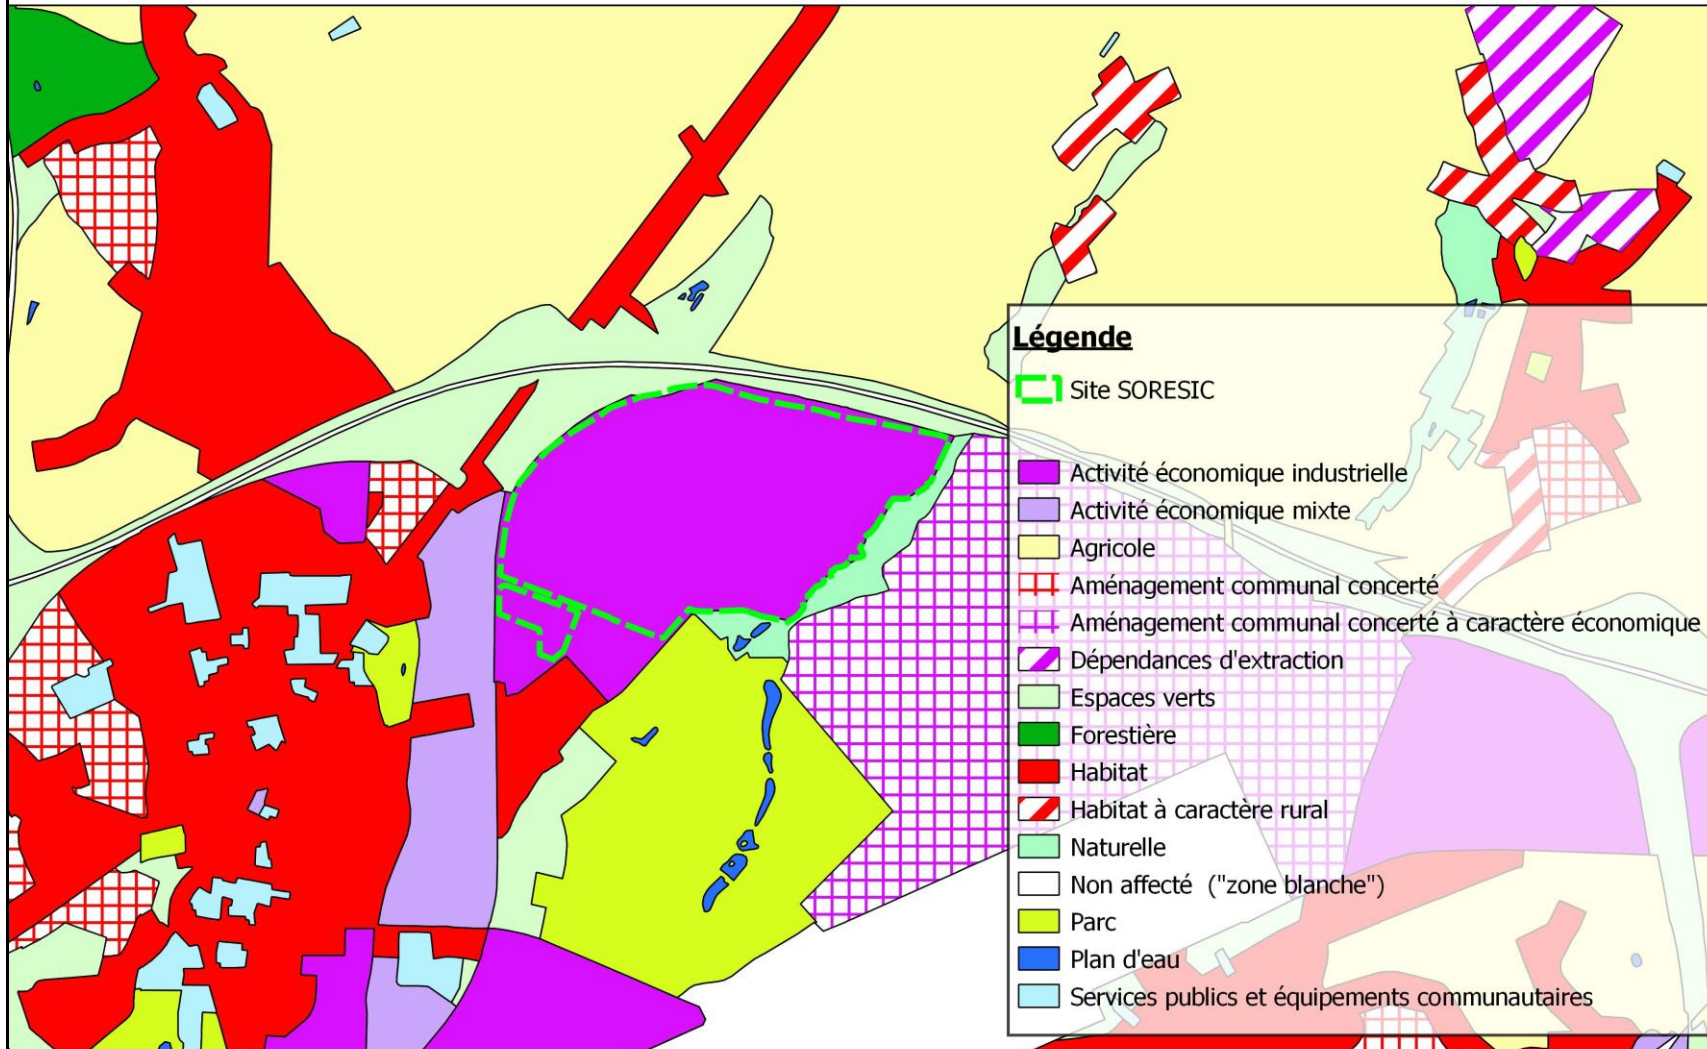 Légende
Site SORESIC
Activité économique industrielle
Activité économique mixte
Agricole
Aménagement communal concerté
Aménagement communal concerté à caractère économique
Dépendances d'extraction
Espaces verts
Forestière
Habitat
Habitat à caractère rural
Naturelle
Non affecté ("zone blanche")
Parc
Plan d'eau
Services publics et équipements communautaires